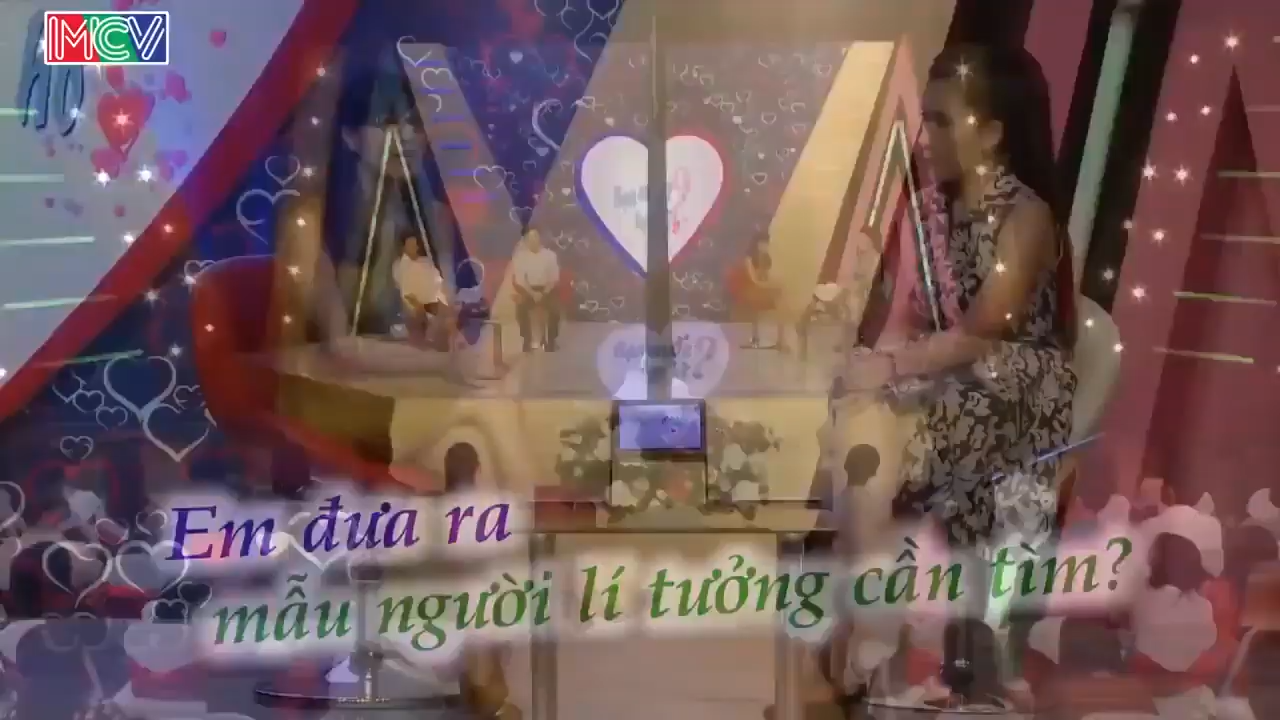 MCV
Em đưa ra
mẫu người lí tưởng cần tìm?